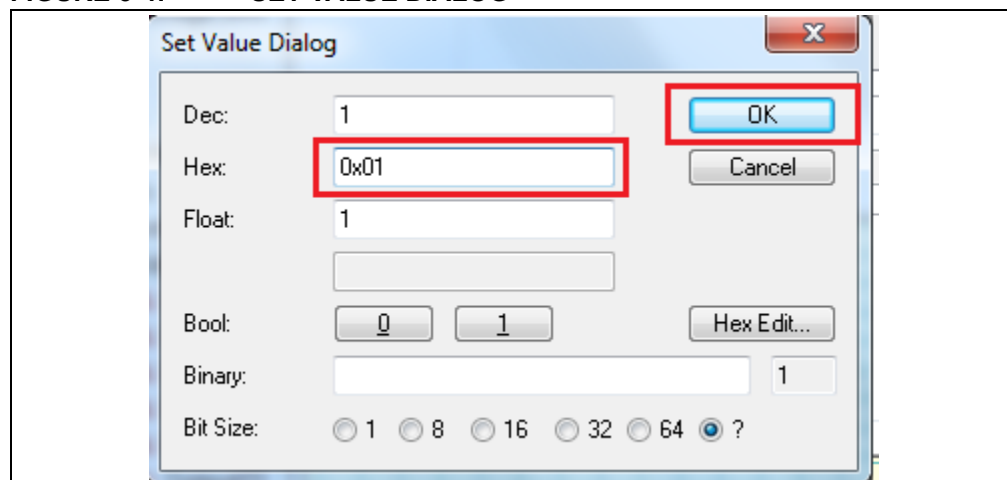 Set Value Dialog
Dec: 1 OK
Hex: 0x01 Cancel
Float: 1
Bool: 0 1 Hex Edit...
Binary: 1
Bit Size: 1 8 16 32 64 ?